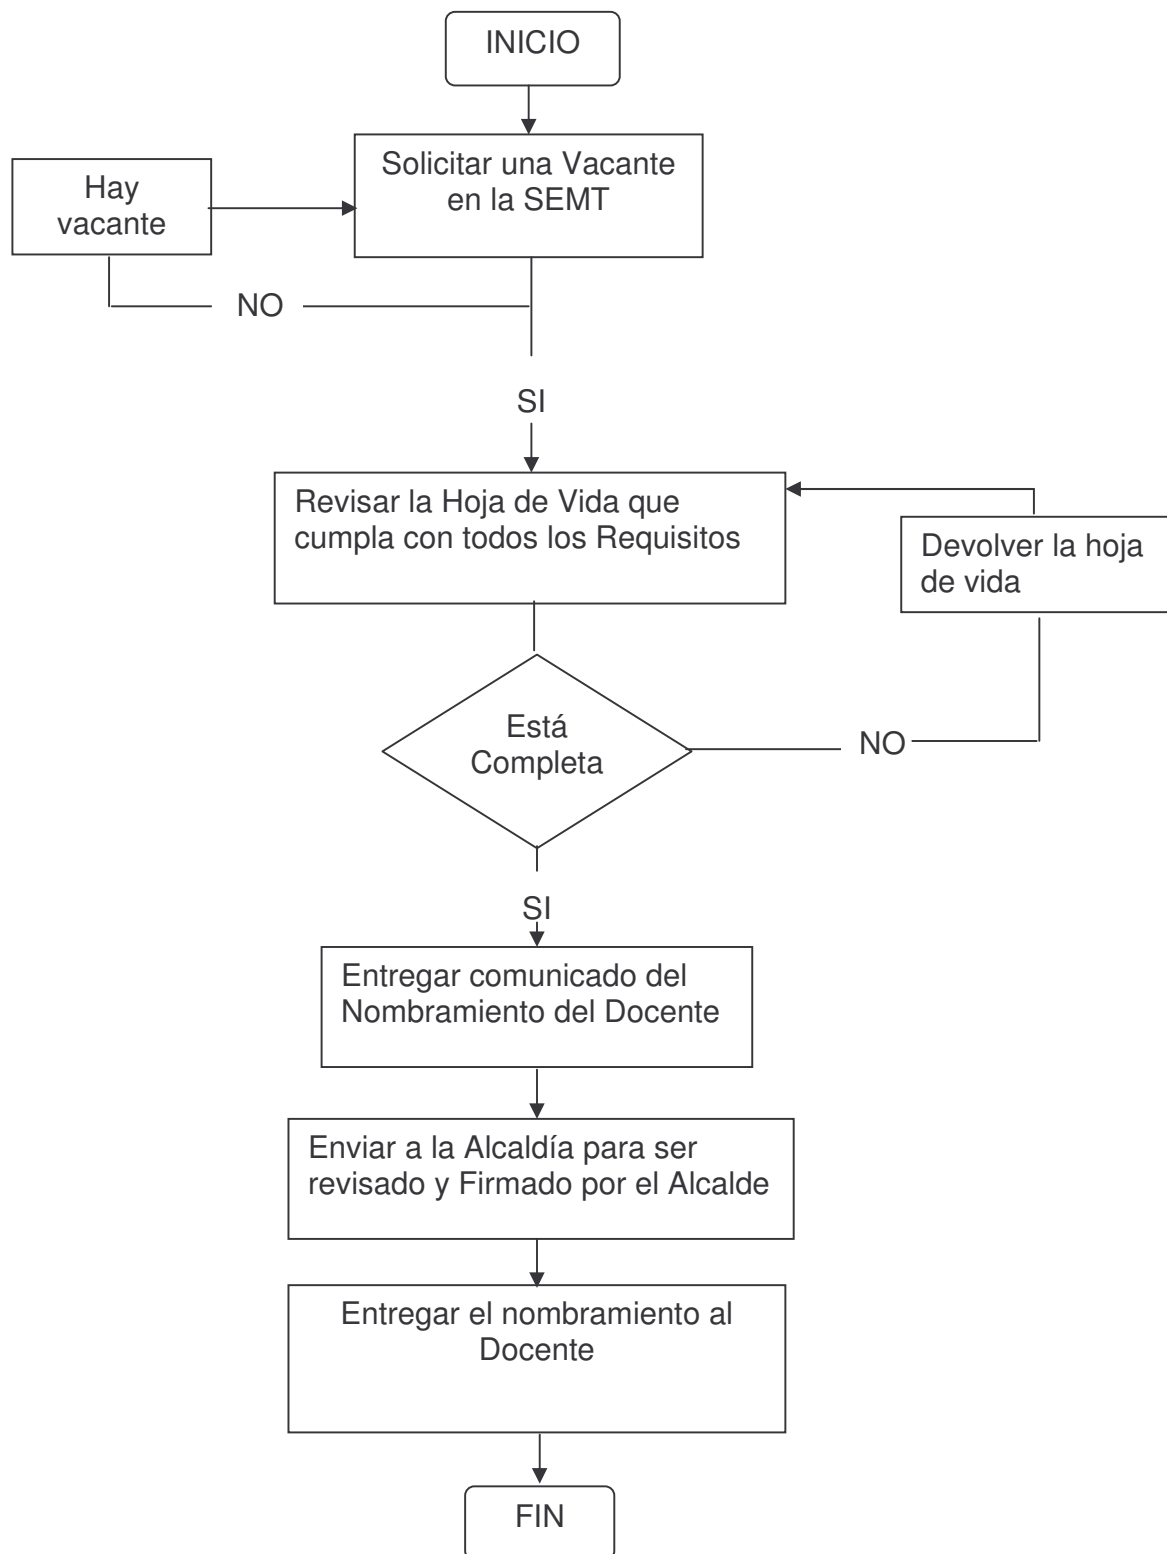 INICIO
Solicitar una Vacante
en la SEMT
Hay
vacante
NO
SI
Revisar la Hoja de Vida que
cumpla con todos los Requisitos
Devolver la hoja
de vida
Está
Completa
NO
SI
Entregar comunicado del
Nombramiento del Docente
Enviar a la Alcaldía para ser
revisado y Firmado por el Alcalde
Entregar el nombramiento al
Docente
FIN